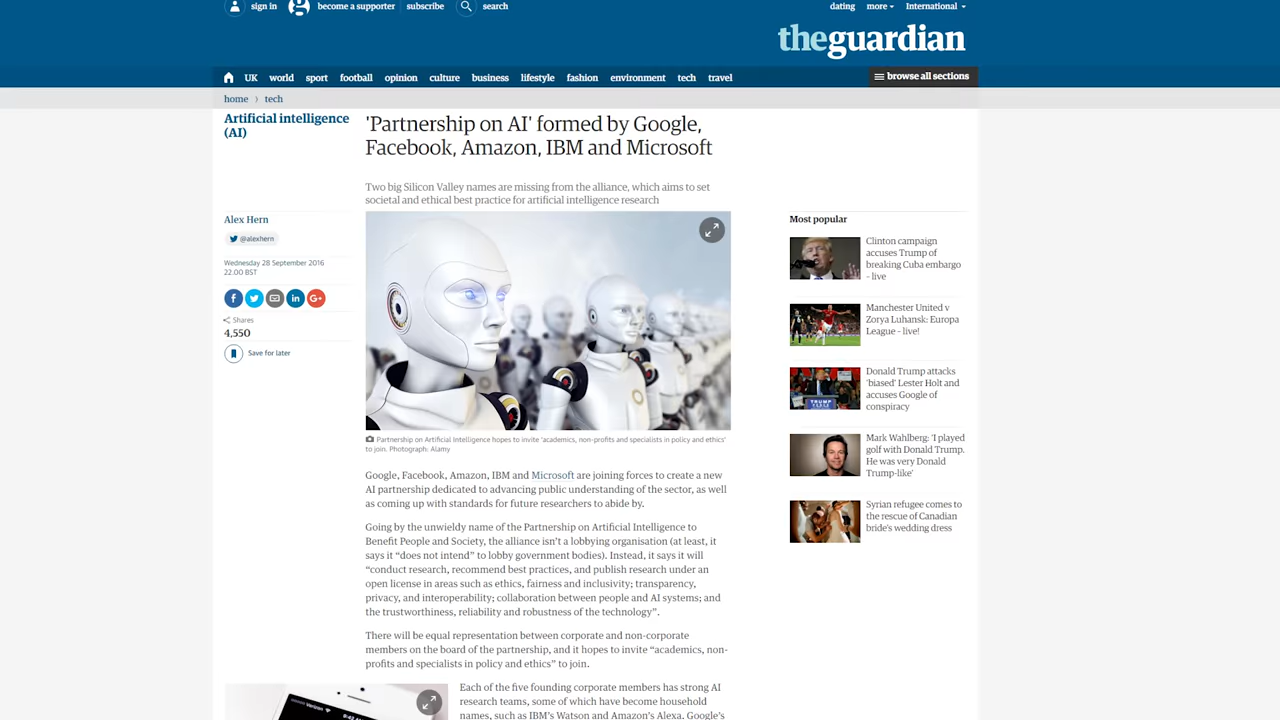 sign in
become a supporter
subscribe
search
dating
more
International
theguardian
UK
world
sport
football
opinion
culture
business
lifestyle
fashion
environment
tech
travel
browse all sections
home › tech
Artificial intelligence
(AI)
'Partnership on AI' formed by Google,
Facebook, Amazon, IBM and Microsoft
Two big Silicon Valley names are missing from the alliance, which aims to set
societal and ethical best practice for artificial intelligence research
Alex Hern
@alexhern
Wednesday 28 September 2016
22.00 BST
Shares
4,550
Save for later
Partnership on Artificial Intelligence hopes to invite 'academics, non-profits and specialists in policy and ethics'
to join. Photograph: Alamy
Google, Facebook, Amazon, IBM and Microsoft are joining forces to create a new
AI partnership dedicated to advancing public understanding of the sector, as well
as coming up with standards for future researchers to abide by.
Going by the unwieldy name of the Partnership on Artificial Intelligence to
Benefit People and Society, the alliance isn't a lobbying organisation (at least, it
says it “does not intend” to lobby government bodies). Instead, it says it will
“conduct research, recommend best practices, and publish research under an
open license in areas such as ethics, fairness and inclusivity; transparency,
privacy, and interoperability; collaboration between people and AI systems; and
the trustworthiness, reliability and robustness of the technology”.
There will be equal representation between corporate and non-corporate
members on the board of the partnership, and it hopes to invite “academics, non-
profits and specialists in policy and ethics” to join.
Each of the five founding corporate members has strong AI
research teams, some of which have become household
names, such as IBM's Watson and Amazon's Alexa. Google's
Most popular
Clinton campaign
accuses Trump of
breaking Cuba embargo
- live
Manchester United v
Zorya Luhansk: Europa
League - live!
Donald Trump attacks
'biased' Lester Holt and
accuses Google of
conspiracy
TRUMP
Mark Wahlberg: 'I played
golf with Donald Trump.
He was very Donald
Trump-like'
Syrian refugee comes to
the rescue of Canadian
bride's wedding dress